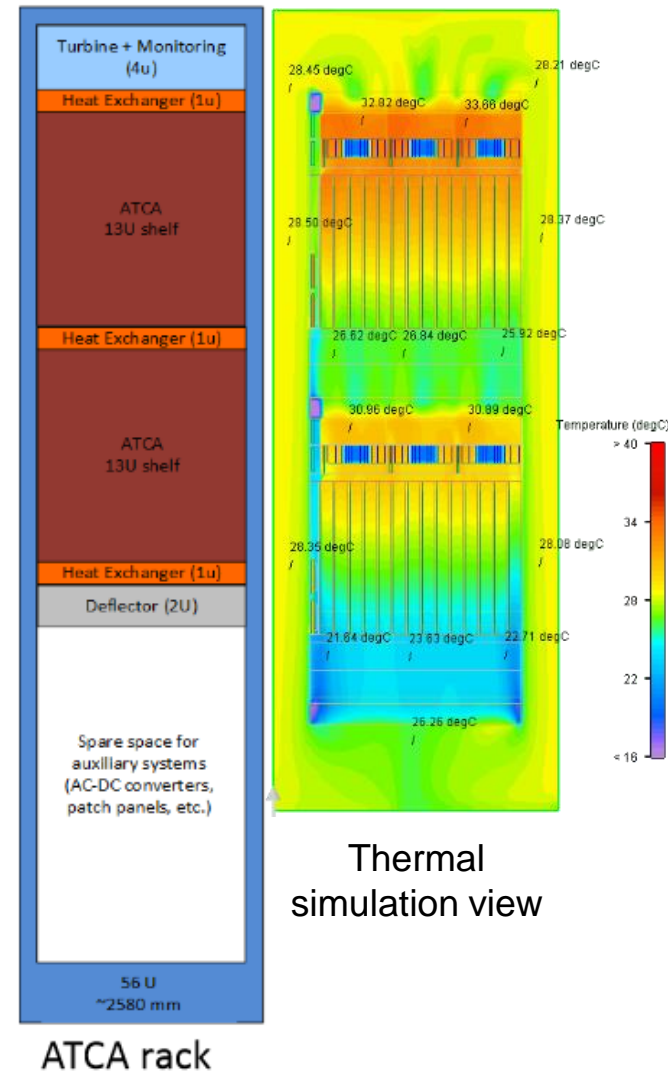 Turbine + Monitoring
(4u)
Heat Exchanger (1u)
ATCA
13U shelf
Heat Exchanger (1u)
ATCA
13U shelf
Heat Exchanger (1u)
Deflector (2U)
Spare space for
auxiliary systems
(AC-DC converters,
patch panels, etc.)
56 U
~2580 mm
ATCA rack
28.45 degC
28.21 degC
32.82 degC
33.66 degC
28.50 degC
28.37 degC
26.62 degC
26.84 degC
25.92 degC
30.96 degC
30.89 degC
Temperature (degC)
> 40
34
28
22
< 16
28.35 degC
28.08 degC
21.64 degC
23.63 degC
22.71 degC
26.26 degC
Thermal
simulation view